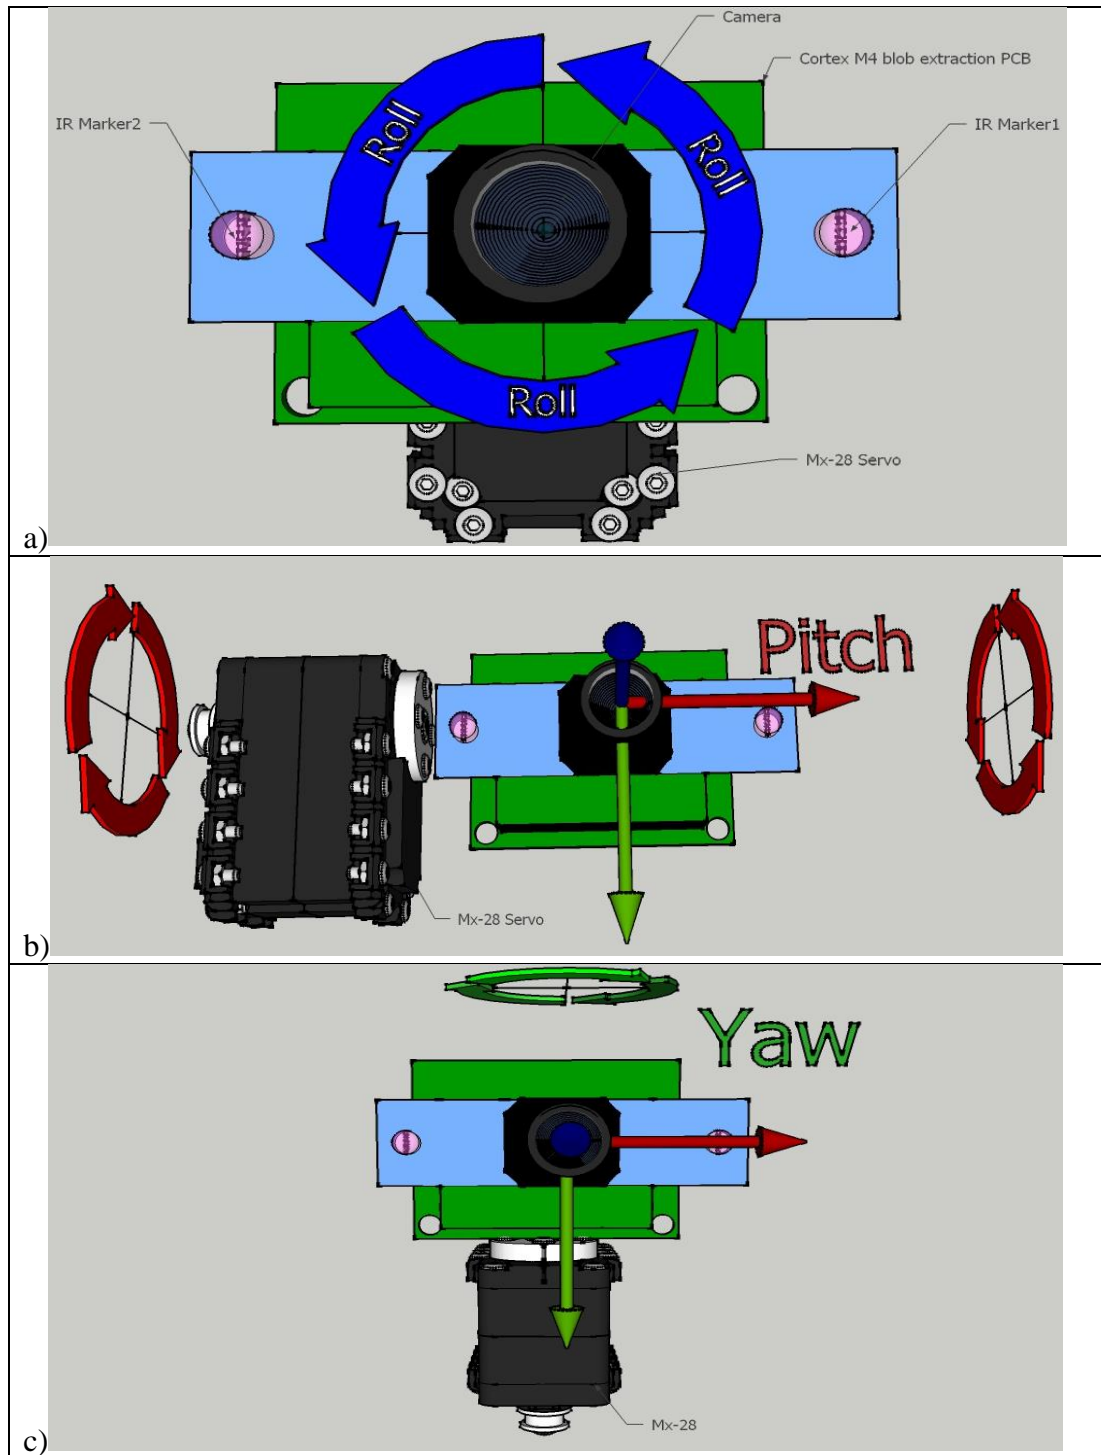 Camera
Cortex M4 blob extraction PCB
IR Marker2
IR Marker1
Roll
Roll
Roll
Mx-28 Servo
a)
Pitch
Mx-28 Servo
b)
Yaw
Mx-28
c)